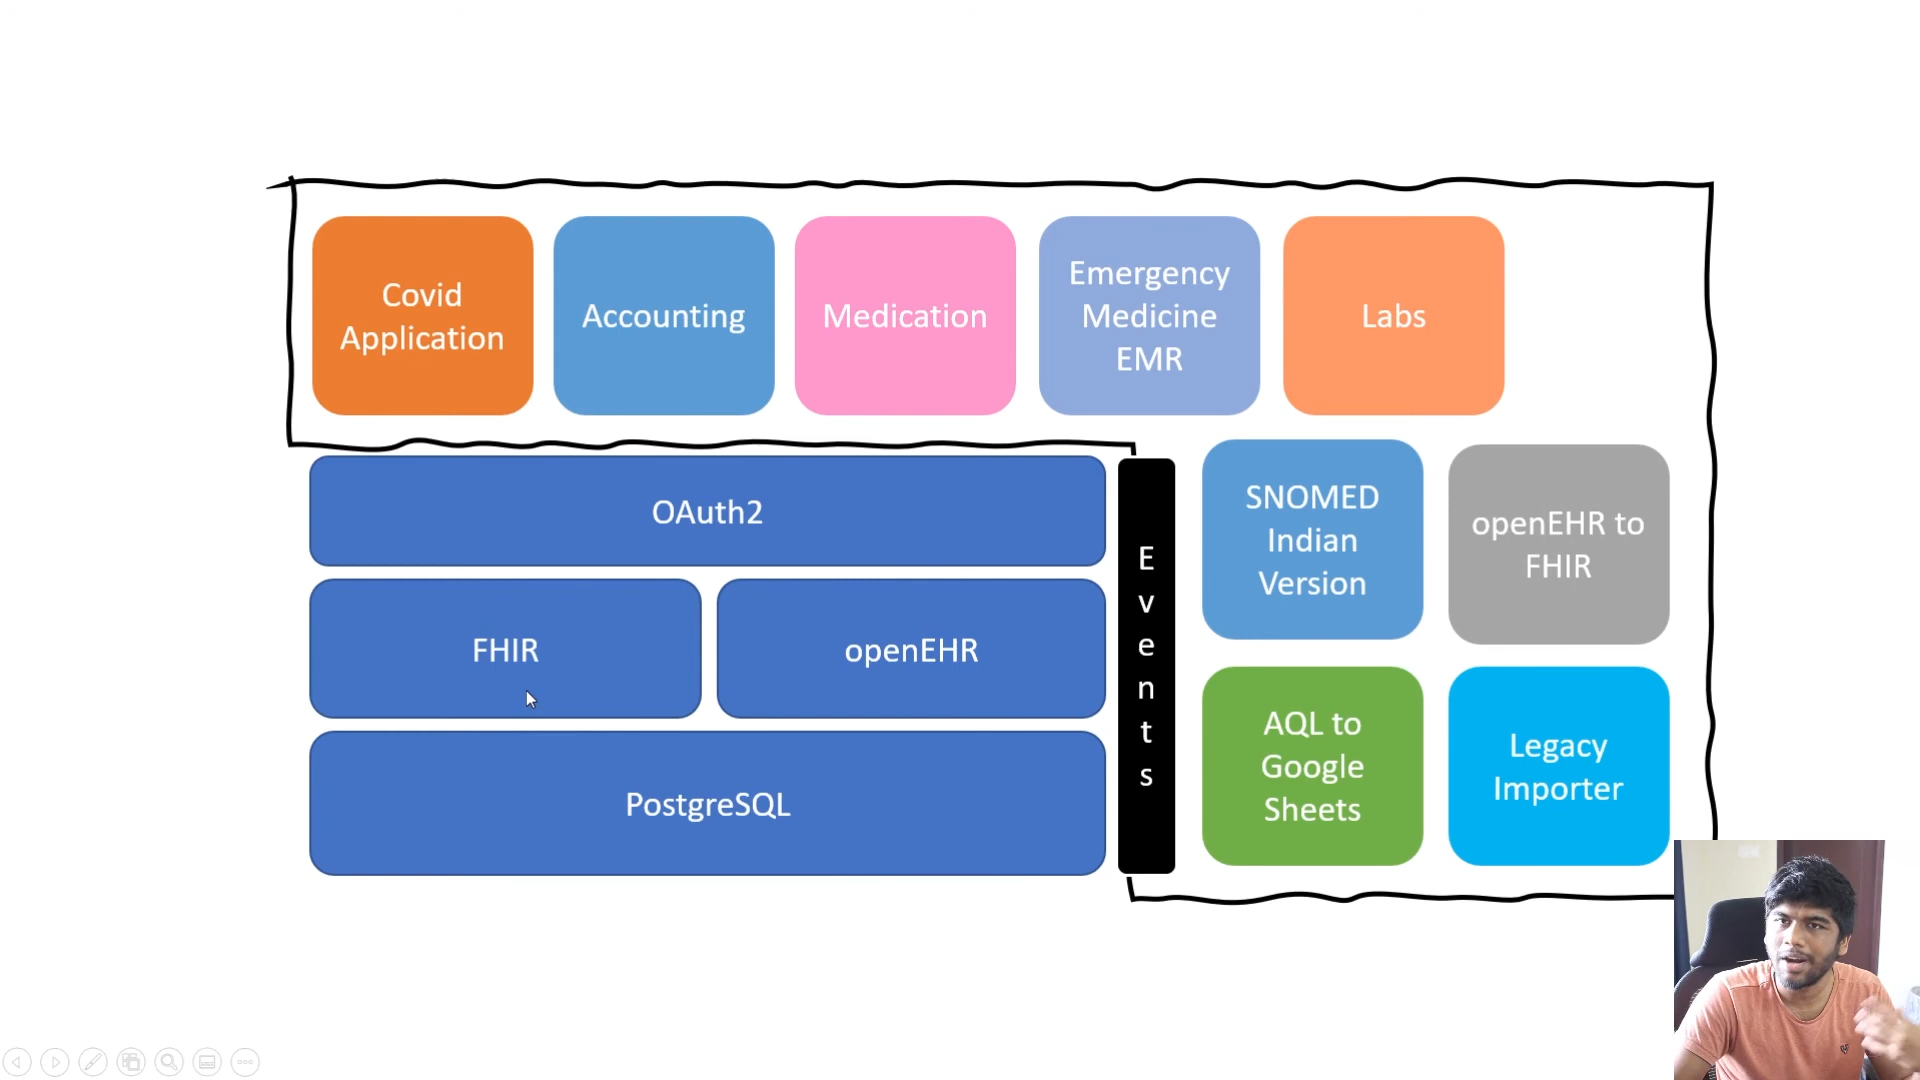 Covid
Application
Accounting
Medication
Emergency
Medicine
EMR
Labs
OAuth2
FHIR
openEHR
PostgreSQL
E
v
e
n
t
s
SNOMED
Indian
Version
openEHR to
FHIR
AQL to
Google
Sheets
Legacy
Importer